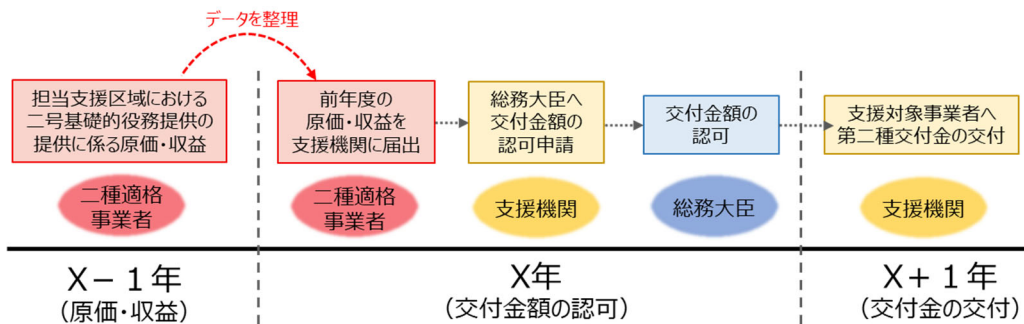 データを整理
担当支援区域における
二号基礎的役務提供の
提供に係る原価・収益
前年度の
原価・収益を
支援機関に届出
総務大臣へ
交付金額の
認可申請
交付金額の
認可
支援対象事業者へ
第二種交付金の交付
二種適格
事業者
二種適格
事業者
支援機関
総務大臣
支援機関
X－１年
(原価・収益)
X年
(交付金額の認可)
X＋１年
(交付金の交付)